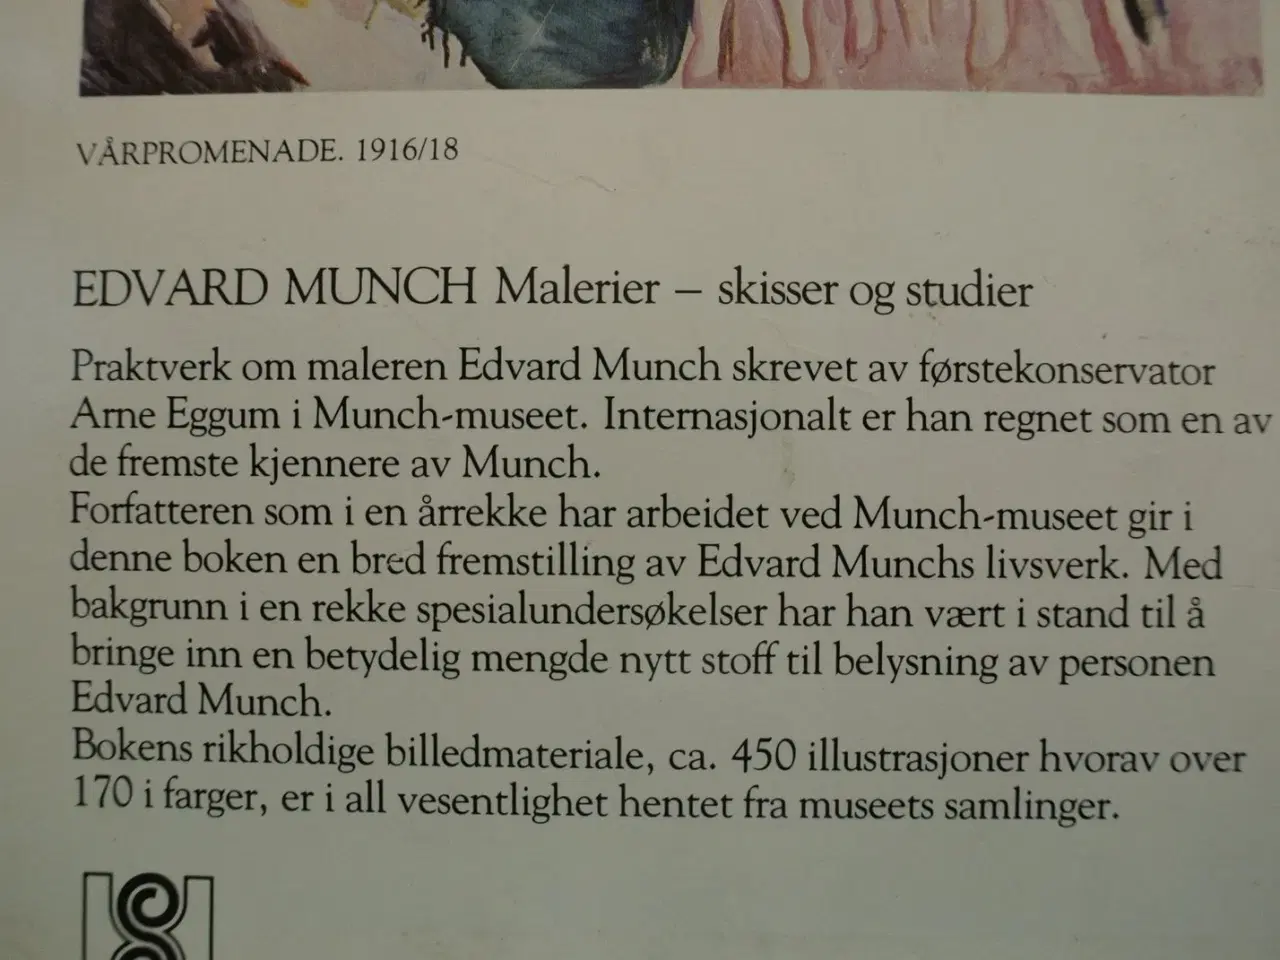 VÅRPROMENADE. 1916/18
EDVARD MUNCH Malerier – skisser og studier
Praktverk om maleren Edvard Munch skrevet av førstekonservator
Arne Eggum i Munch-museet. Internasjonalt er han regnet som en av
de fremste kjennere av Munch.
Forfatteren som i en årrekke har arbeidet ved Munch-museet gir i
denne boken en bred fremstilling av Edvard Munchs livsverk. Med
bakgrunn i en rekke spesialundersøkelser har han vært i stand til å
bringe inn en betydelig mengde nytt stoff til belysning av personen
Edvard Munch.
Bokens rikholdige billedmateriale, ca. 450 illustrasjoner hvorav over
170 i farger, er i all vesentlighet hentet fra museets samlinger.